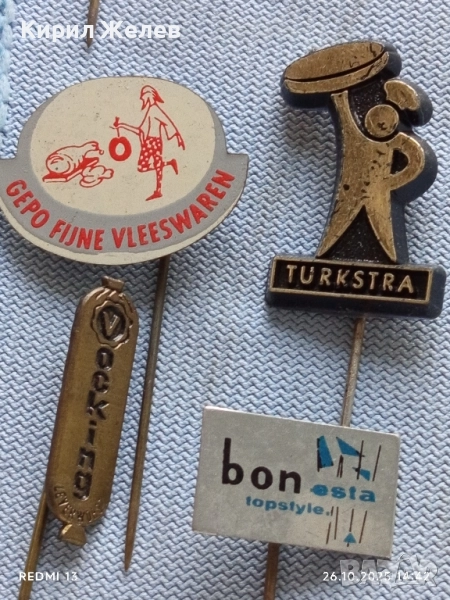 Кирил Желев
GEPO FIJNE VLEESWAREN
TURKSTRA
Vocking
bon esta
topstyle.
REDMI 13
26.10.2025 14:42